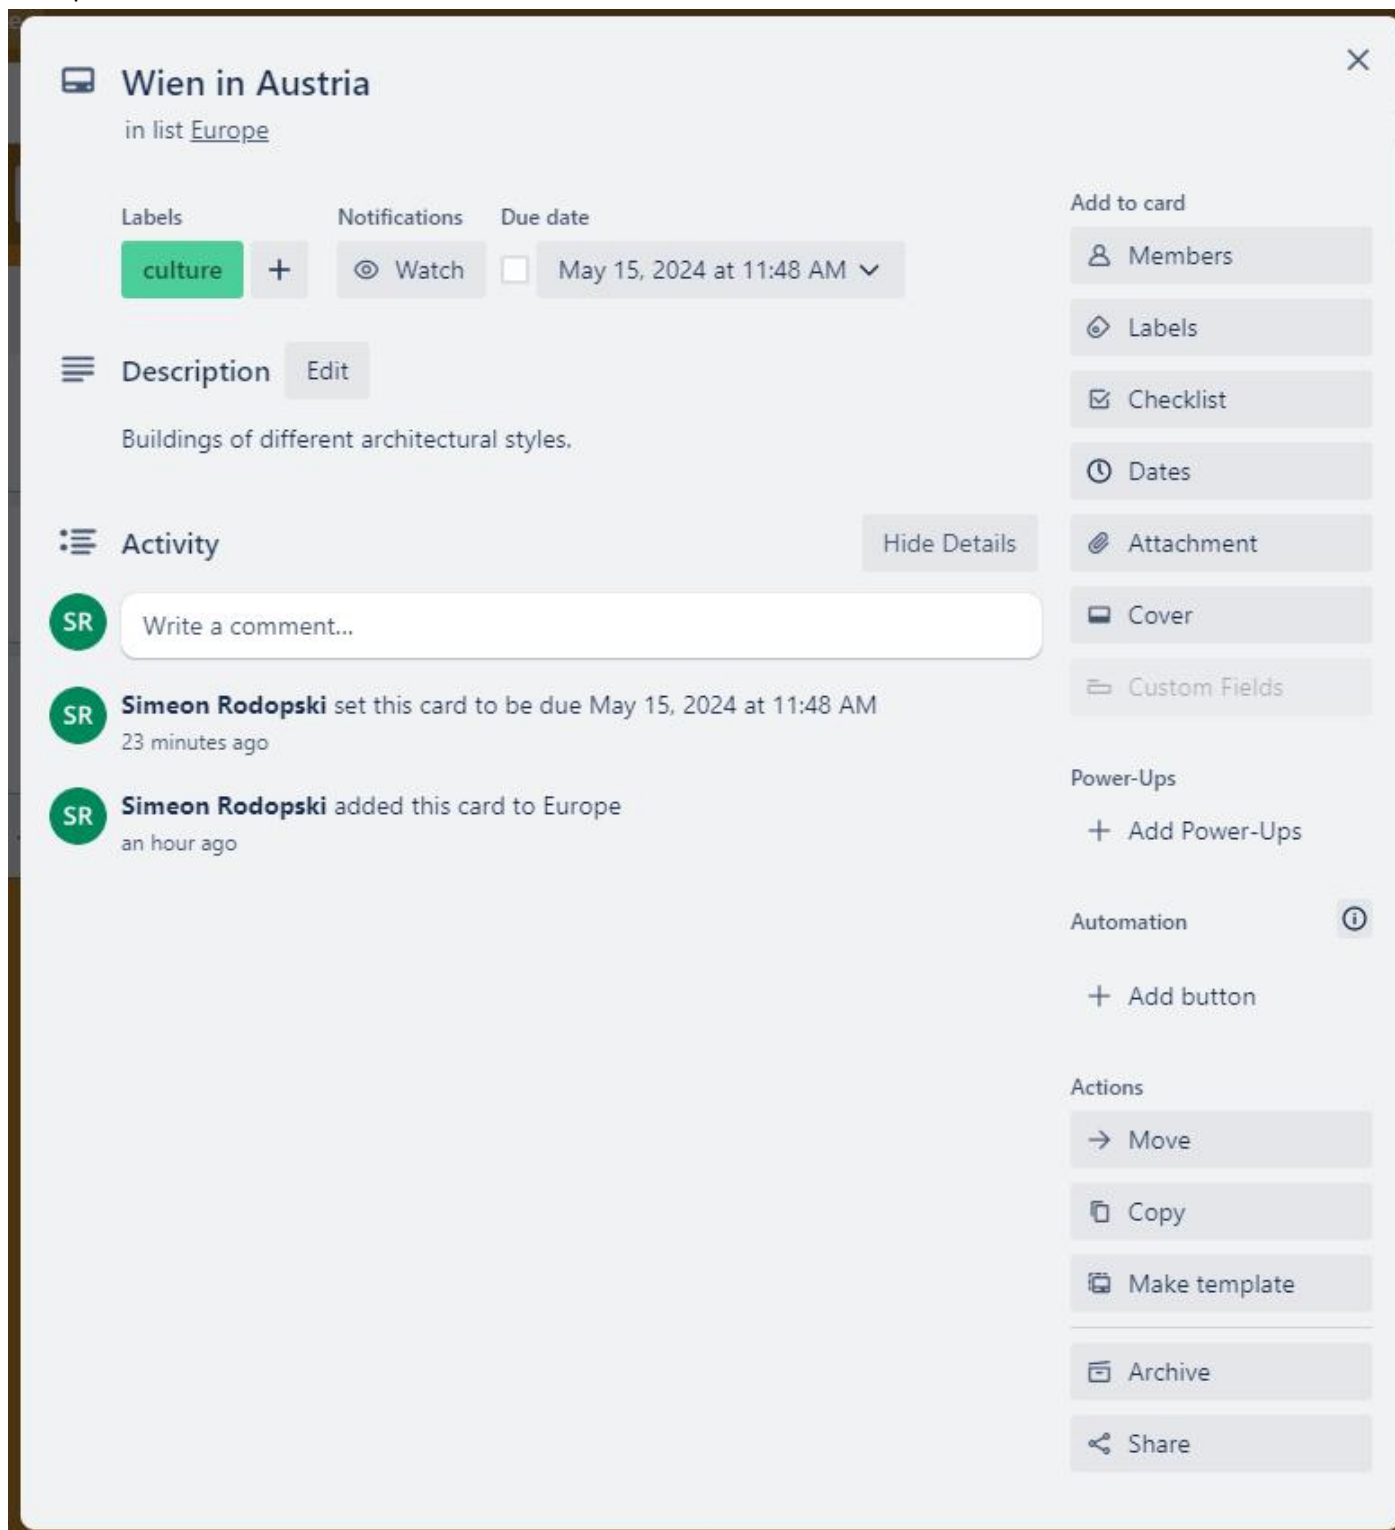 Wien in Austria
in list Europe
Labels
Notifications
Due date
culture
Watch
May 15, 2024 at 11:48 AM
Description
Edit
Buildings of different architectural styles.
Activity
Hide Details
SR
Write a comment...
SR
Simeon Rodopski set this card to be due May 15, 2024 at 11:48 AM
23 minutes ago
SR
Simeon Rodopski added this card to Europe
an hour ago
Add to card
Members
Labels
Checklist
Dates
Attachment
Cover
Custom Fields
Power-Ups
+ Add Power-Ups
Automation
+ Add button
Actions
Move
Copy
Make template
Archive
Share